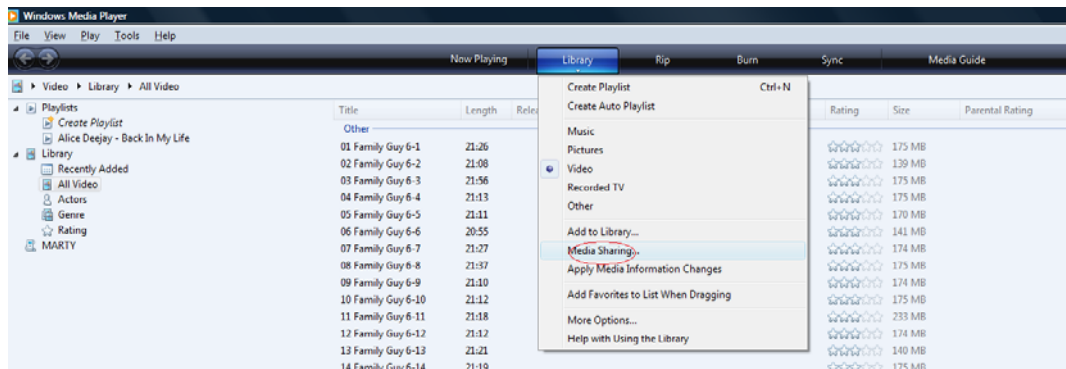 Windows Media Player
File View Play Tools Help
Now Playing Library Rip Burn Sync Media Guide
Video Library All Video
Playlists
Create Playlist
Alice Deejay - Back In My Life
Library
Recently Added
All Video
Actors
Genre
Rating
MARTY
Title Length Rating Size Parental Rating
Other
01 Family Guy 6-1 21:26 175 MB
02 Family Guy 6-2 21:08 139 MB
03 Family Guy 6-3 21:56 175 MB
04 Family Guy 6-4 21:13 175 MB
05 Family Guy 6-5 21:11 170 MB
06 Family Guy 6-6 20:55 141 MB
07 Family Guy 6-7 21:27 174 MB
08 Family Guy 6-8 21:37 175 MB
09 Family Guy 6-9 21:10 174 MB
10 Family Guy 6-10 21:12 175 MB
11 Family Guy 6-11 21:18 233 MB
12 Family Guy 6-12 21:12 174 MB
13 Family Guy 6-13 21:21 140 MB
14 Family Guy 6-14 21:19 175 MB
Create Playlist Ctrl+N
Create Auto Playlist
Music
Pictures
Video
Recorded TV
Other
Add to Library...
Media Sharing...
Apply Media Information Changes
Add Favorites to List When Dragging
More Options...
Help with Using the Library